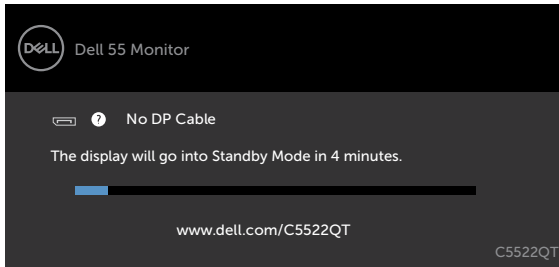 DELL
Dell 55 Monitor
? No DP Cable
The display will go into Standby Mode in 4 minutes.
www.dell.com/C5522QT
C5522QT